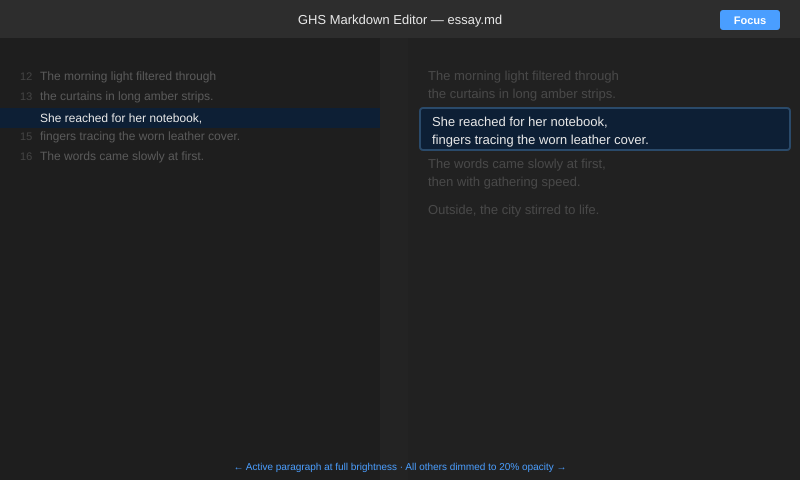 GHS Markdown Editor — essay.md
Focus
12 The morning light filtered through
13 the curtains in long amber strips.
She reached for her notebook,
15 fingers tracing the worn leather cover.
16 The words came slowly at first.
The morning light filtered through
the curtains in long amber strips.
She reached for her notebook,
fingers tracing the worn leather cover.
The words came slowly at first,
then with gathering speed.
Outside, the city stirred to life.
← Active paragraph at full brightness · All others dimmed to 20% opacity →